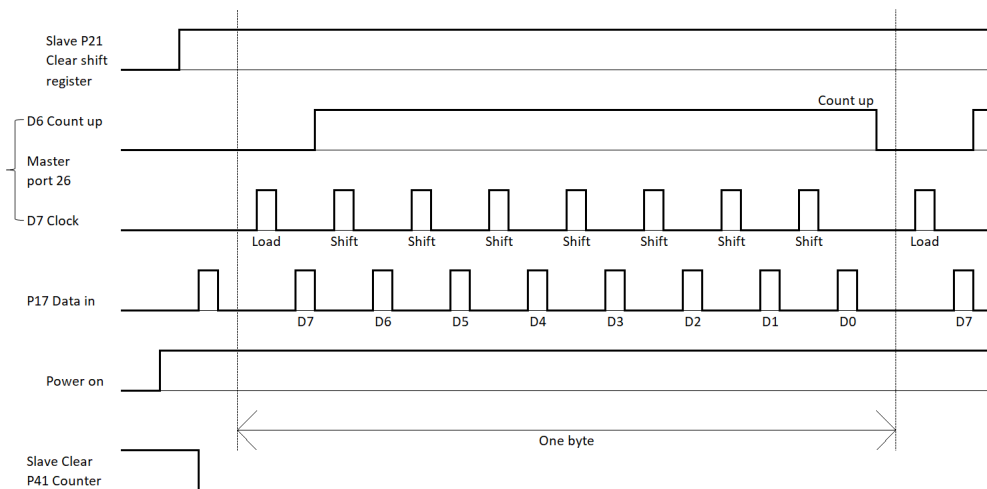 Slave P21
Clear shift
register
Count up
D6 Count up
Master
port 26
D7 Clock
Load Shift Shift Shift Shift Shift Shift Shift Load
P17 Data in
D7 D6 D5 D4 D3 D2 D1 D0 D7
Power on
One byte
Slave Clear
P41 Counter